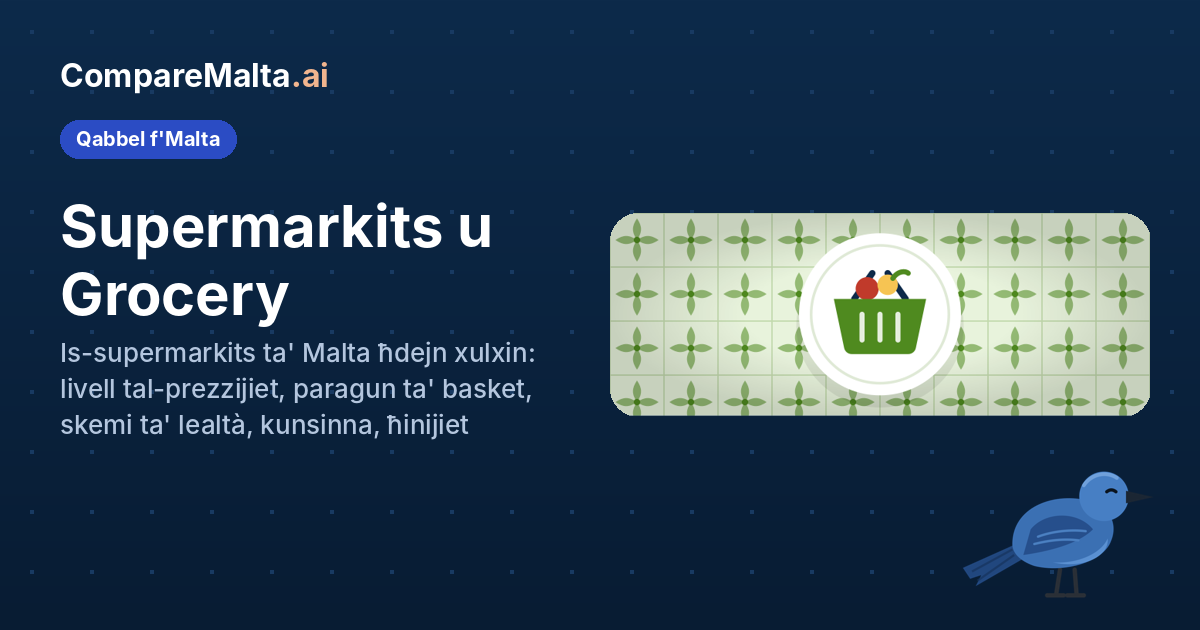 CompareMalta.ai
Qabbel f'Malta
Supermarkits u
Grocery
Is-supermarkits ta' Malta ħdejn xulxin:
livell tal-prezzijiet, paragun ta' basket,
skemi ta' lealtà, kunsinna, ħinijiet